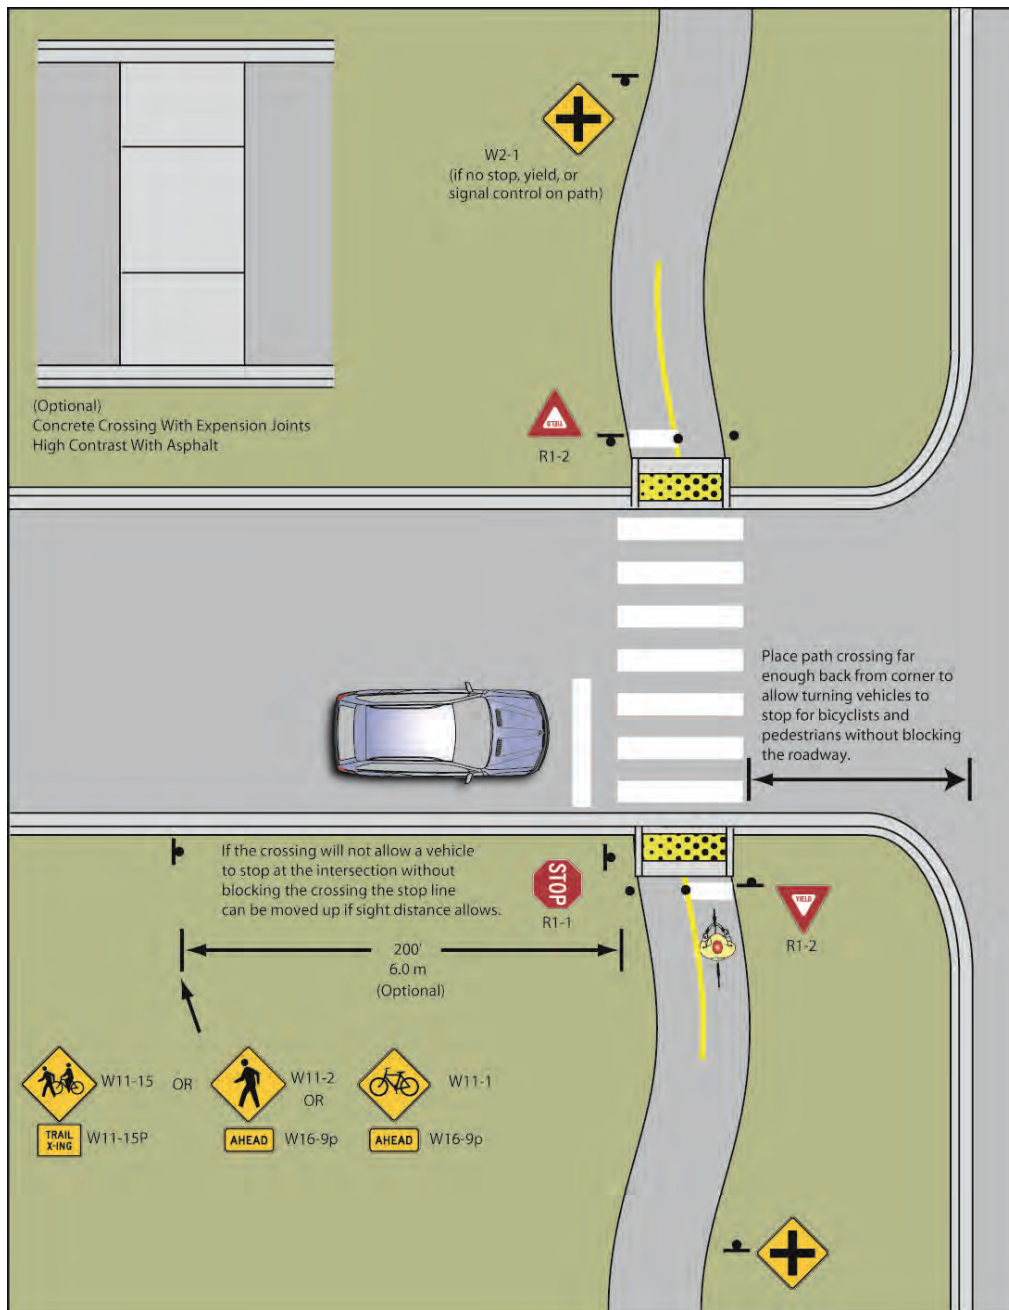 W2-1
(if no stop, yield, or
signal control on path)
(Optional)
Concrete Crossing With Expension Joints
High Contrast With Asphalt
YIELD
R1-2
Place path crossing far
enough back from corner to
allow turning vehicles to
stop for bicyclists and
pedestrians without blocking
the roadway.
If the crossing will not allow a vehicle
to stop at the intersection without
blocking the crossing the stop line
can be moved up if sight distance allows.
STOP
R1-1
YIELD
R1-2
200'
6.0 m
(Optional)
W11-15
OR
W11-2
OR
W11-1
TRAIL
X-ING
W11-15P
AHEAD
W16-9p
AHEAD
W16-9p